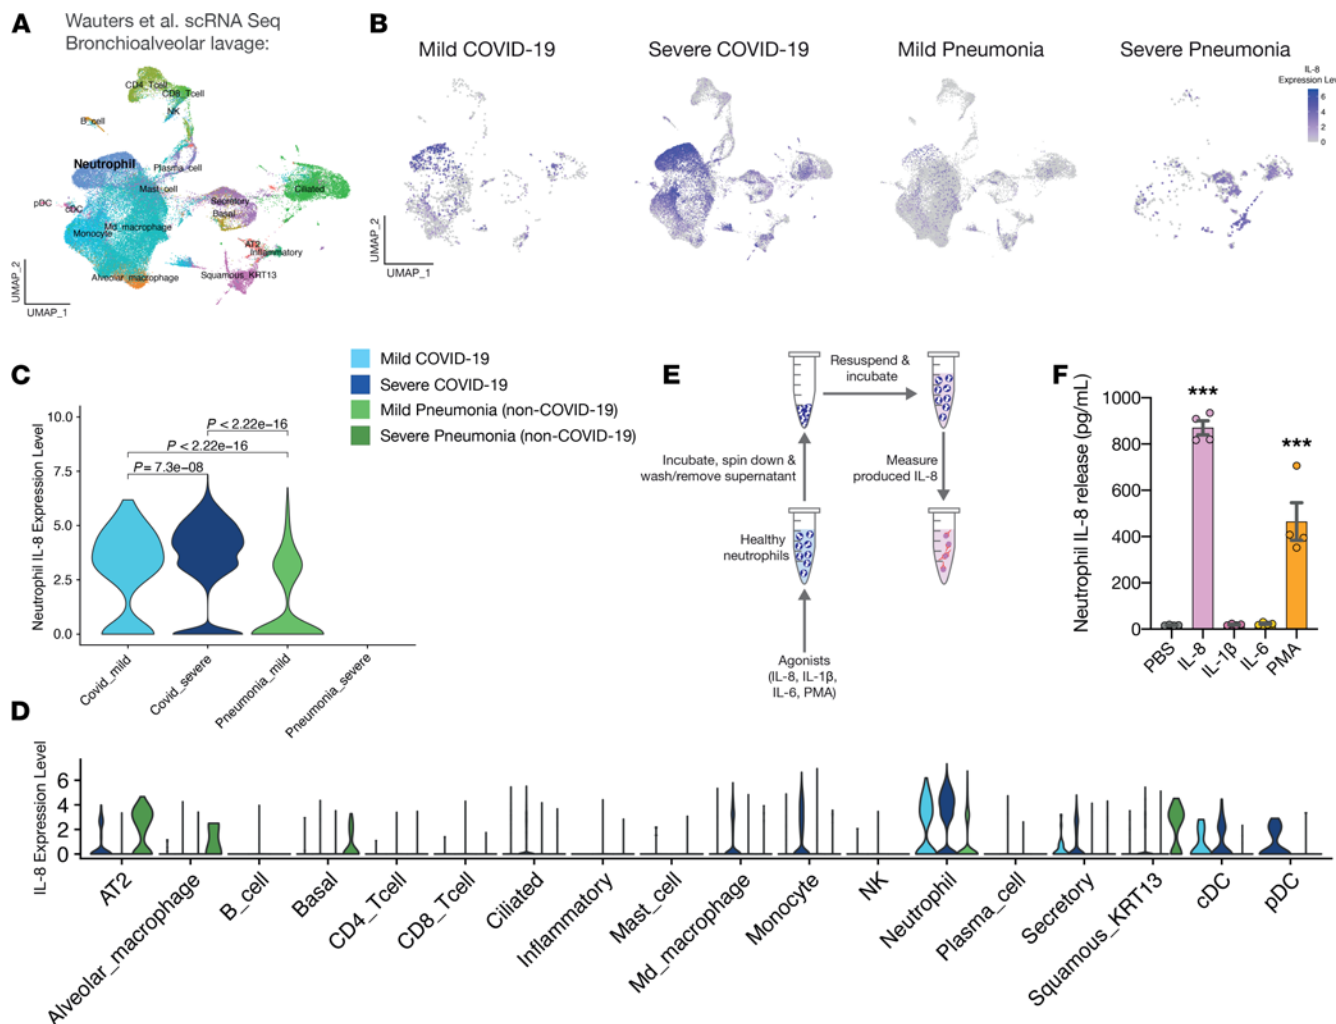 A
Wauters et al. scRNA Seq
Bronchioalveolar lavage:
CD4_Tcell
CD8_Tcell
NK
B_cell
Neutrophil
Plasma_cell
Mast_cell
pDC
cDC
Secretory
Basal
Ciliated
Md_macrophage
Monocyte
AT2
Inflammatory
Alveolar_macrophage
Squamous_KRT13
UMAP_2
UMAP_1
B
Mild COVID-19
Severe COVID-19
Mild Pneumonia
Severe Pneumonia
IL-8
Expression Lev
6
4
2
0
UMAP_2
UMAP_1
C
Mild COVID-19
Severe COVID-19
Mild Pneumonia (non-COVID-19)
Severe Pneumonia (non-COVID-19)
Neutrophil IL-8 Expression Level
10.0
7.5
5.0
2.5
0.0
P < 2.22e−16
P < 2.22e−16
P = 7.3e−08
Covid_mild
Covid_severe
Pneumonia_mild
Pneumonia_severe
E
Resuspend &
incubate
Incubate, spin down &
wash/remove supernatant
Measure
produced IL-8
Healthy
neutrophils
Agonists
(IL-8, IL-1β,
IL-6, PMA)
F
Neutrophil IL-8 release (pg/mL)
1000
800
600
400
200
0
***
***
PBS
IL-8
IL-1β
IL-6
PMA
D
IL-8 Expression Level
6
4
2
0
AT2
Alveolar_macrophage
B_cell
Basal
CD4_Tcell
CD8_Tcell
Ciliated
Inflammatory
Mast_cell
Md_macrophage
Monocyte
NK
Neutrophil
Plasma_cell
Secretory
Squamous_KRT13
cDC
pDC